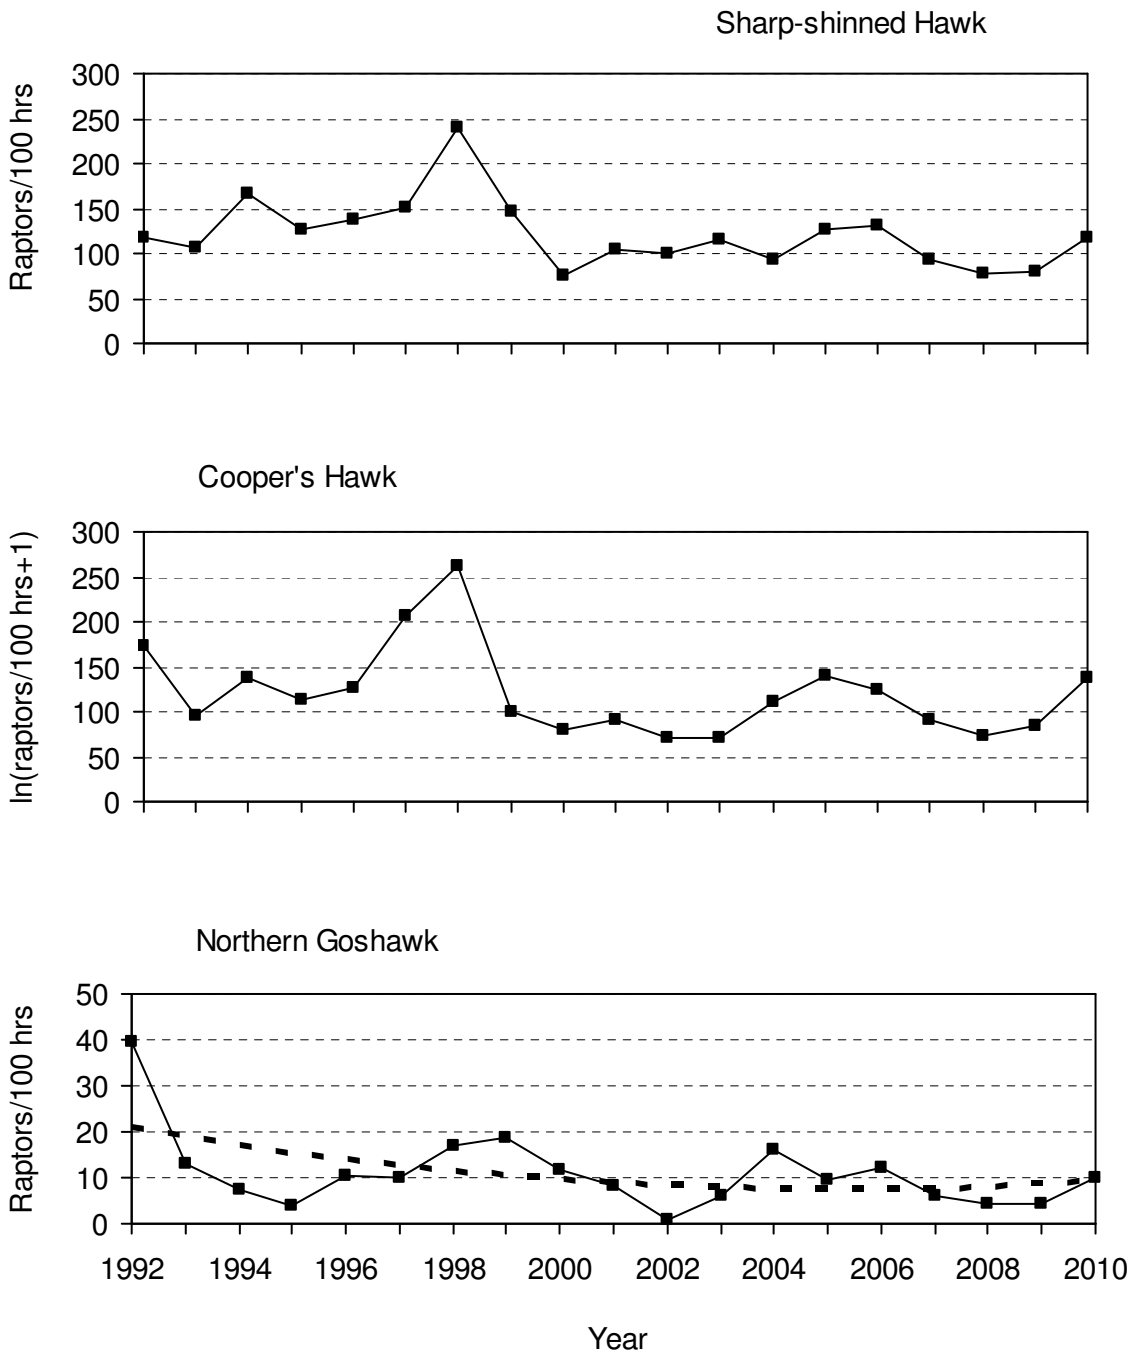 Sharp-shinned Hawk
Raptors/100 hrs
300
250
200
150
100
50
0
Cooper's Hawk
ln(raptors/100 hrs+1)
300
250
200
150
100
50
0
Northern Goshawk
Raptors/100 hrs
50
40
30
20
10
0
1992 1994 1996 1998 2000 2002 2004 2006 2008 2010
Year